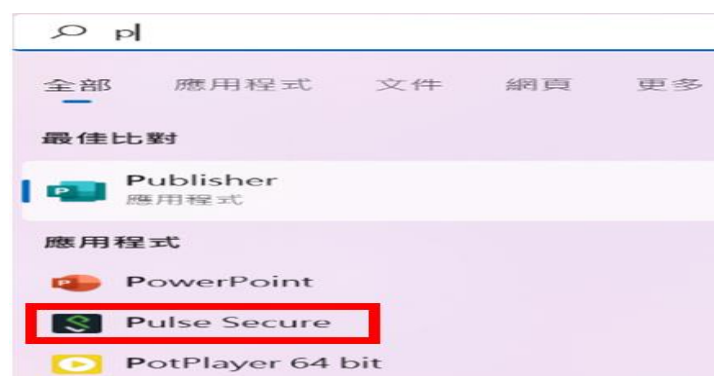 p
全部 應用程式 文件 網頁 更多
最佳比對
Publisher
應用程式
應用程式
PowerPoint
Pulse Secure
PotPlayer 64 bit